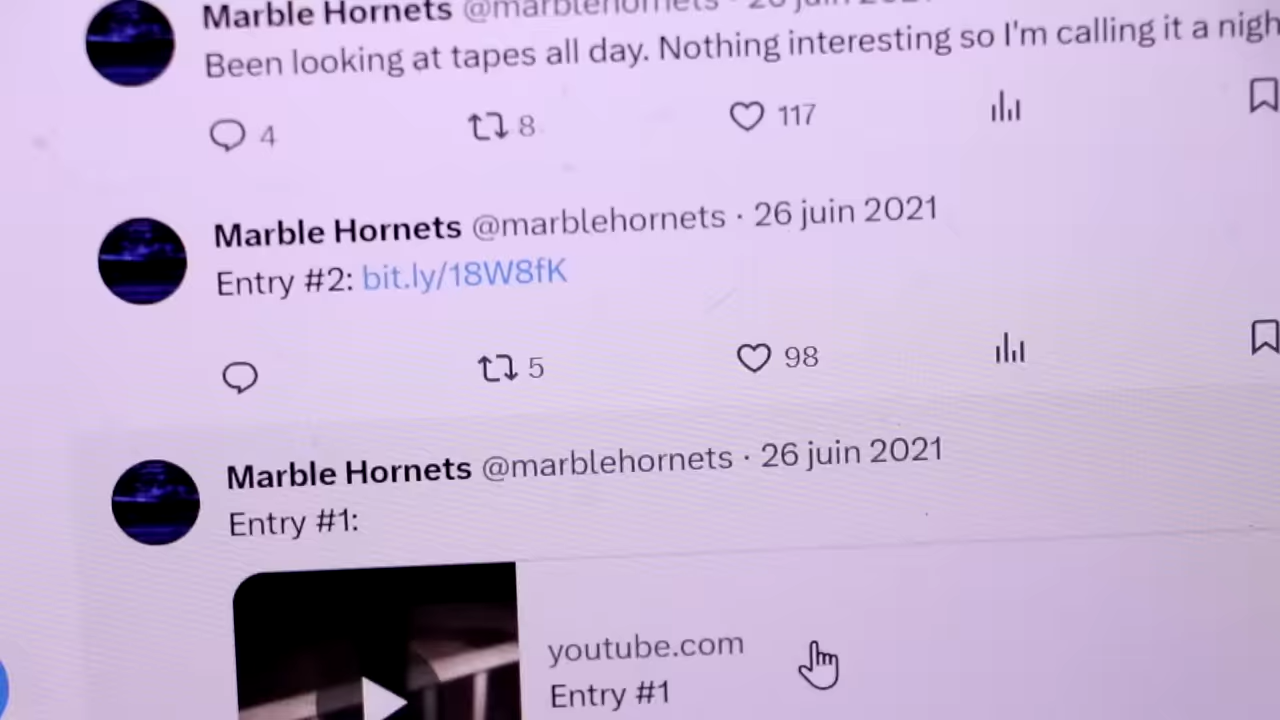 Marble Hornets @marblehornets · 26 juin 2021
Been looking at tapes all day. Nothing interesting so I'm calling it a nigh
4 8 117
Marble Hornets @marblehornets · 26 juin 2021
Entry #2: bit.ly/18W8fK
5 98
Marble Hornets @marblehornets · 26 juin 2021
Entry #1:
youtube.com
Entry #1